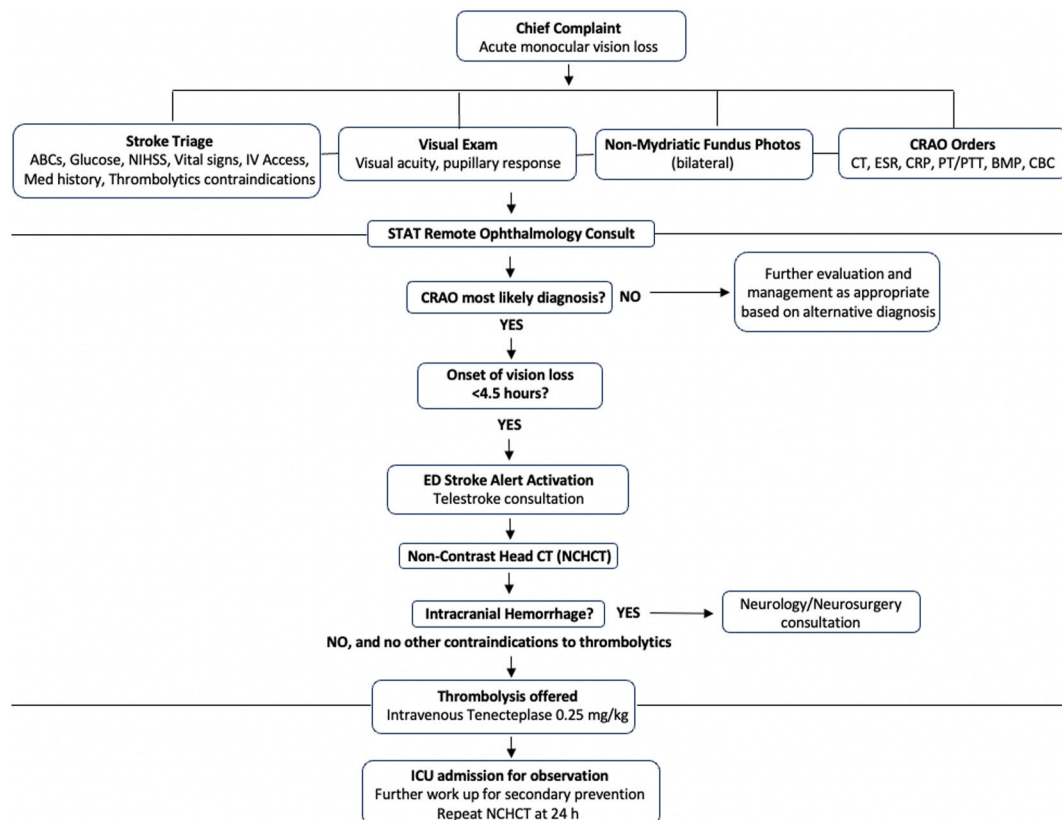 Chief Complaint
Acute monocular vision loss
Stroke Triage
ABCs, Glucose, NIHSS, Vital signs, IV Access,
Med history, Thrombolytics contraindications
Visual Exam
Visual acuity, pupillary response
Non-Mydriatic Fundus Photos
(bilateral)
CRAO Orders
CT, ESR, CRP, PT/PTT, BMP, CBC
STAT Remote Ophthalmology Consult
CRAO most likely diagnosis?
NO
Further evaluation and
management as appropriate
based on alternative diagnosis
YES
Onset of vision loss
<4.5 hours?
YES
ED Stroke Alert Activation
Telestroke consultation
Non-Contrast Head CT (NCHCT)
Intracranial Hemorrhage?
YES
Neurology/Neurosurgery
consultation
NO, and no other contraindications to thrombolytics
Thrombolysis offered
Intravenous Tenecteplase 0.25 mg/kg
ICU admission for observation
Further work up for secondary prevention
Repeat NCHCT at 24 h